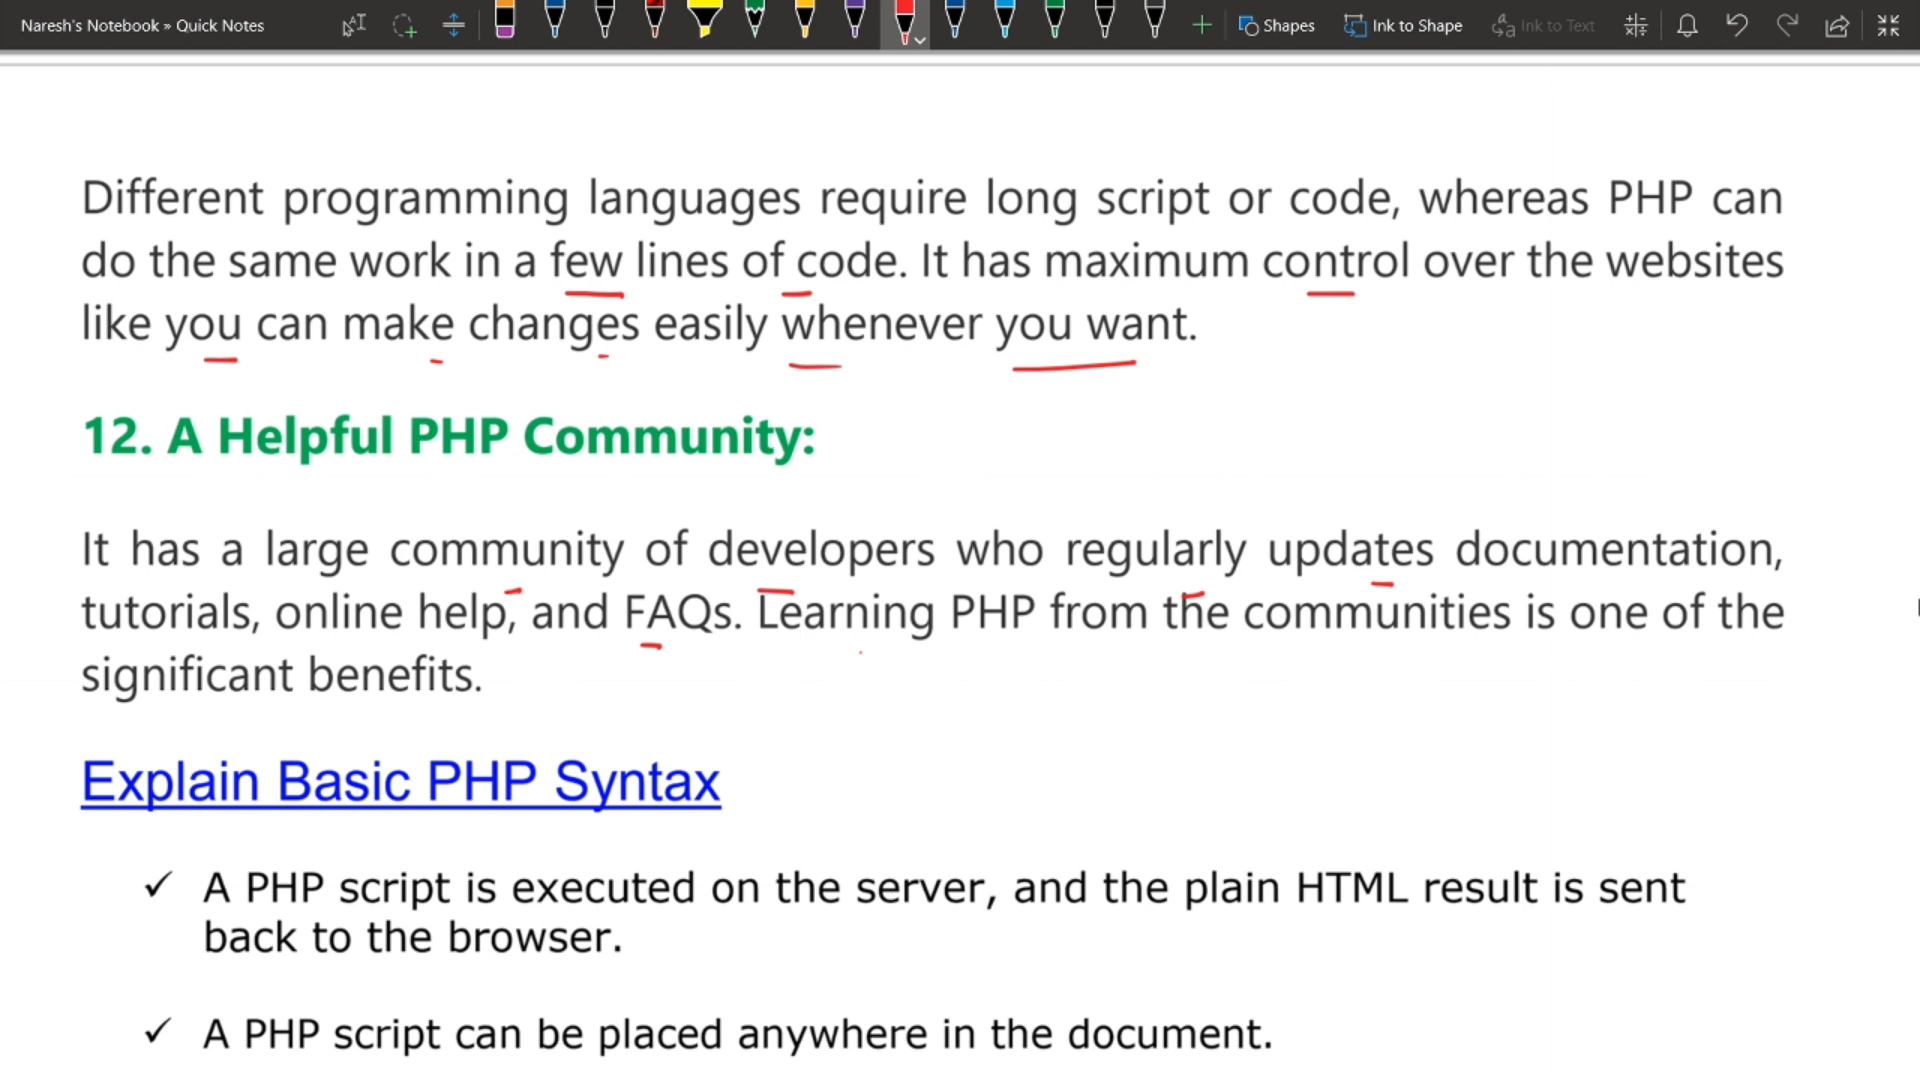 Naresh's Notebook » Quick Notes
Shapes
Ink to Shape
Ink to Text
Different programming languages require long script or code, whereas PHP can
do the same work in a few lines of code. It has maximum control over the websites
like you can make changes easily whenever you want.
12. A Helpful PHP Community:
It has a large community of developers who regularly updates documentation,
tutorials, online help, and FAQs. Learning PHP from the communities is one of the
significant benefits.
Explain Basic PHP Syntax
✓ A PHP script is executed on the server, and the plain HTML result is sent
back to the browser.
✓ A PHP script can be placed anywhere in the document.